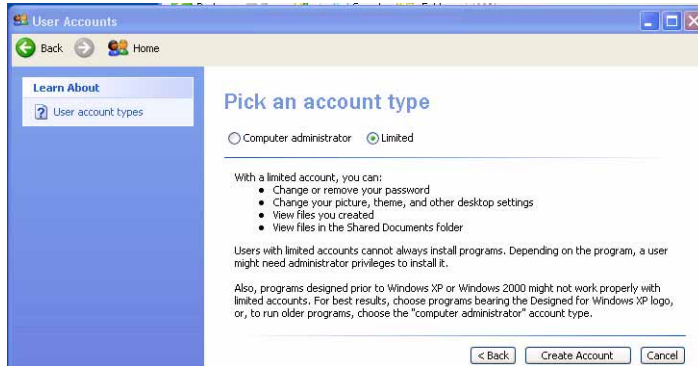 User Accounts
Back Home
Learn About
User account types
Pick an account type
Computer administrator Limited
With a limited account, you can:
• Change or remove your password
• Change your picture, theme, and other desktop settings
• View files you created
• View files in the Shared Documents folder
Users with limited accounts cannot always install programs. Depending on the program, a user
might need administrator privileges to install it.
Also, programs designed prior to Windows XP or Windows 2000 might not work properly with
limited accounts. For best results, choose programs bearing the Designed for Windows XP logo,
or, to run older programs, choose the "computer administrator" account type.
< Back Create Account Cancel